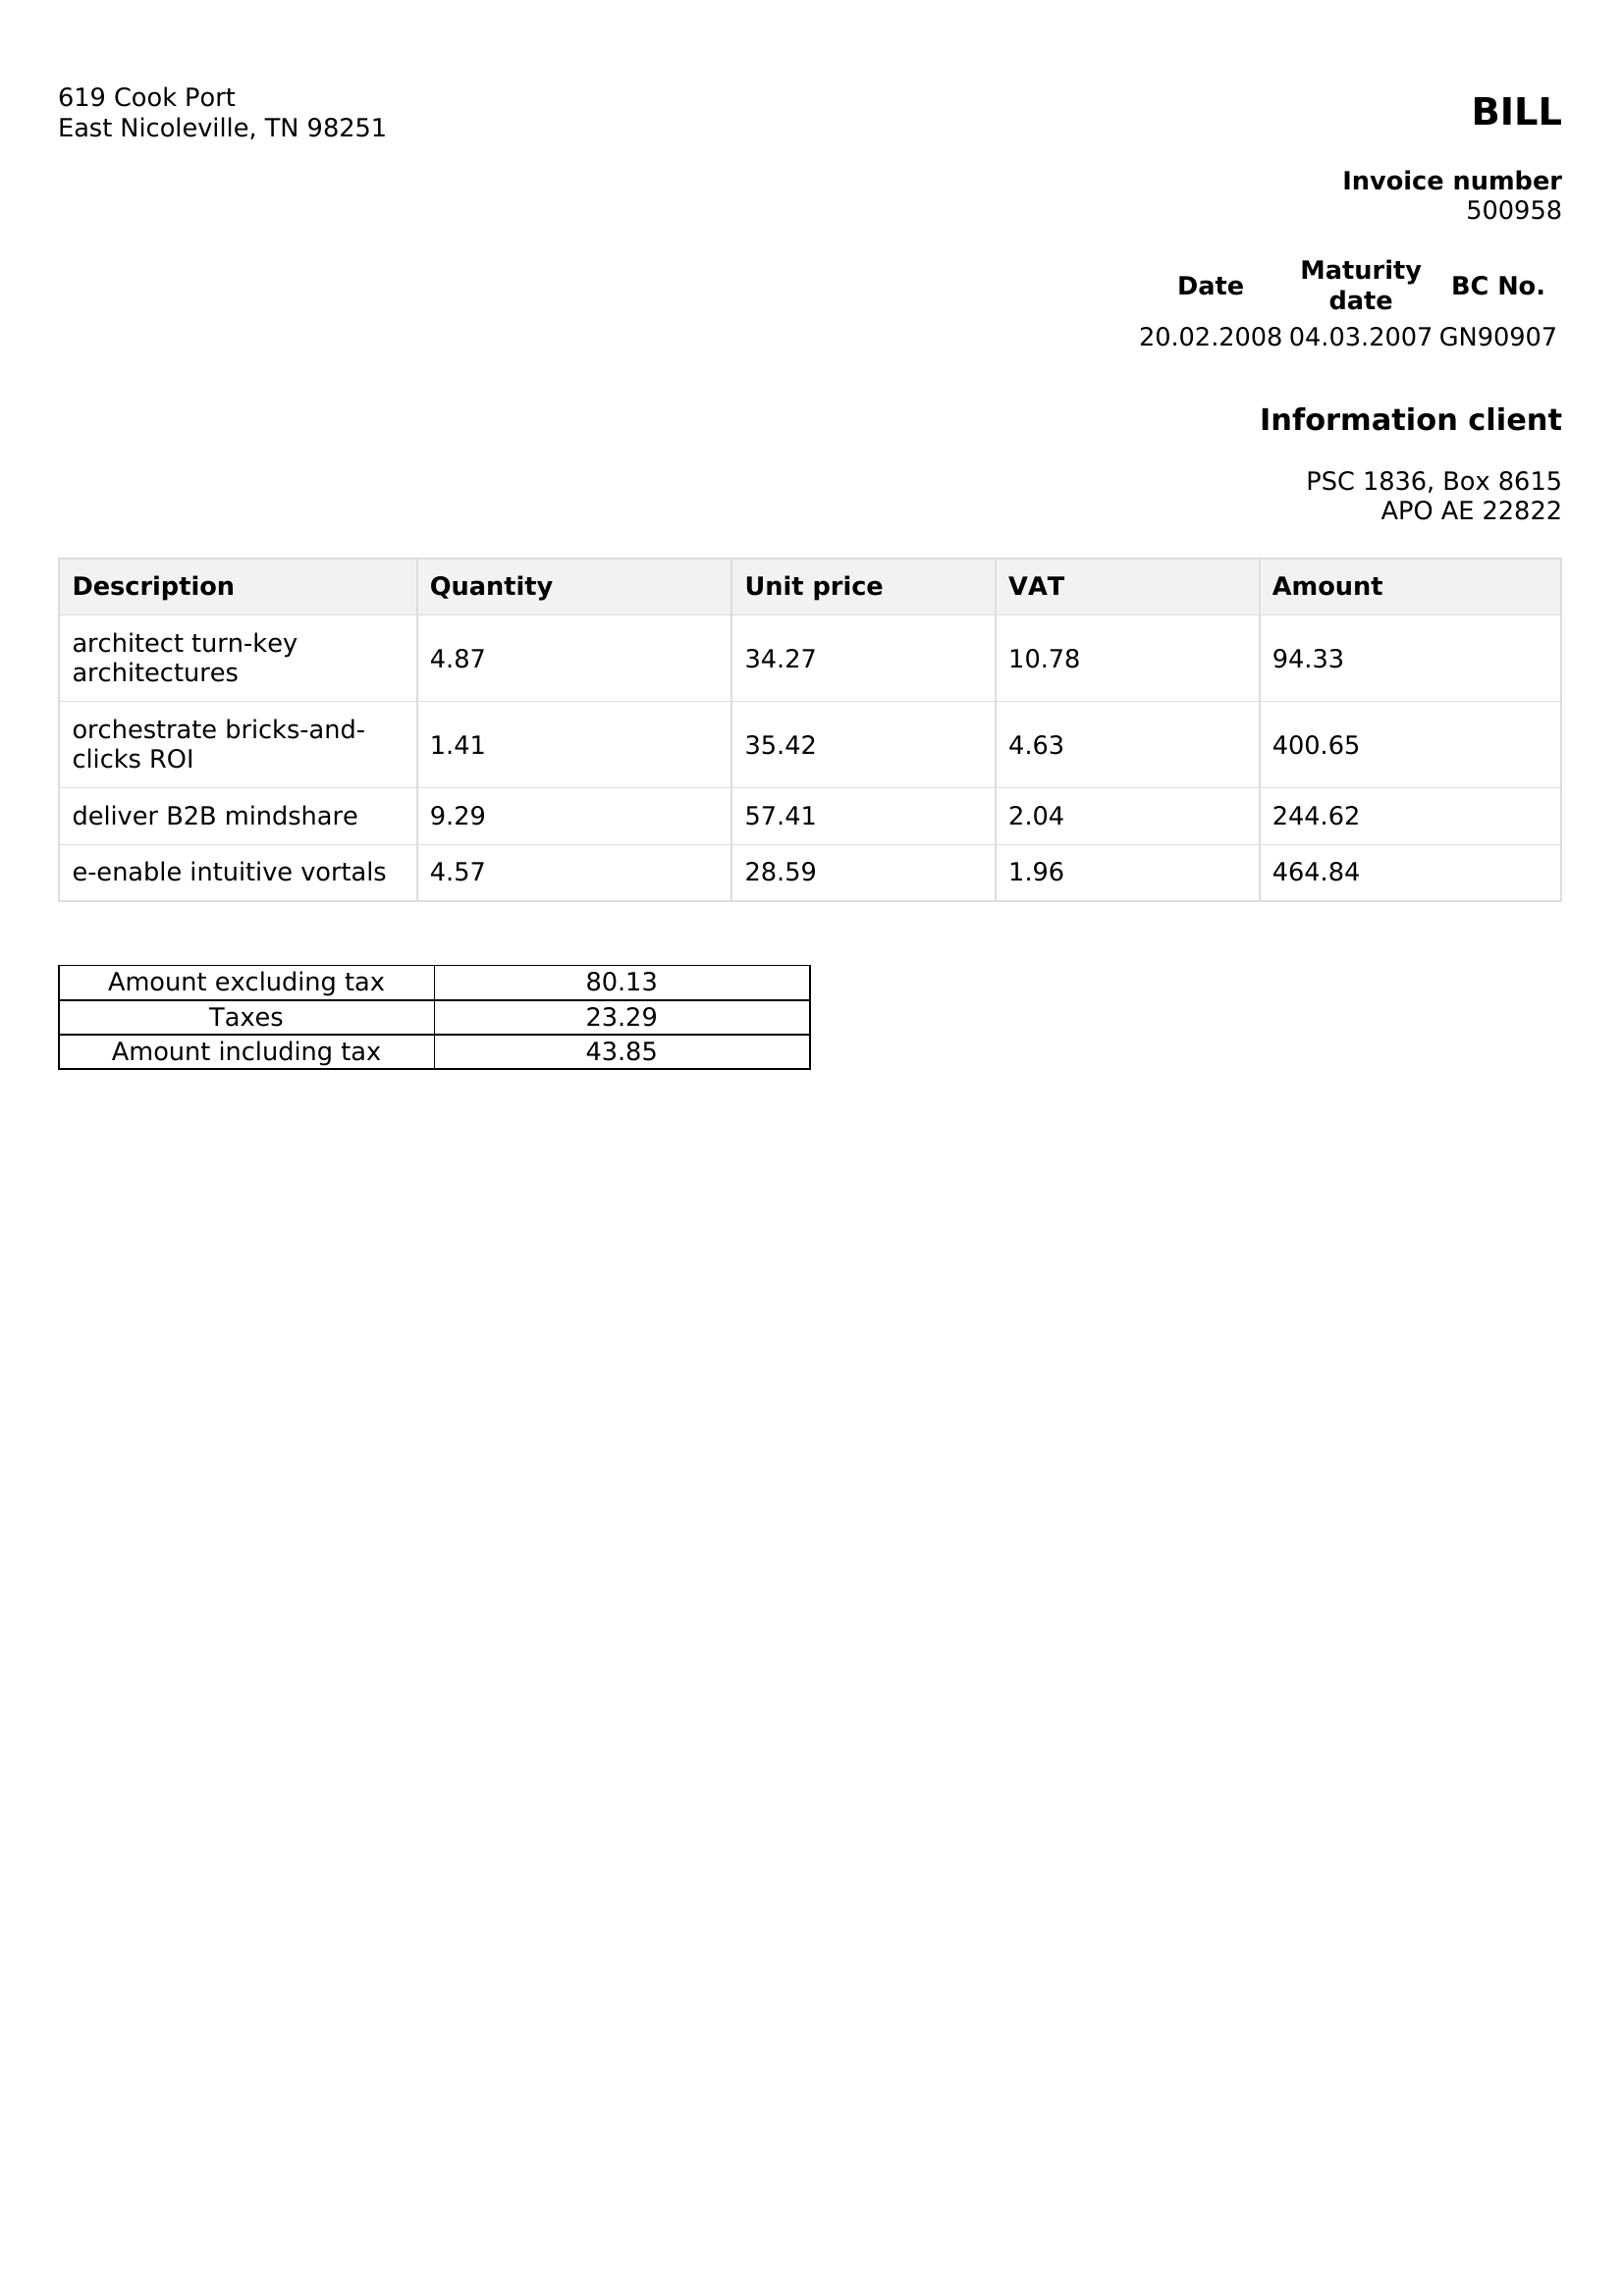 619 Cook Port
East Nicoleville, TN 98251
BILL
Invoice number
500958
Date Maturity date BC No.
20.02.2008 04.03.2007 GN90907
Information client
PSC 1836, Box 8615
APO AE 22822
Description Quantity Unit price VAT Amount
architect turn-key
architectures 4.87 34.27 10.78 94.33
orchestrate bricks-and-
clicks ROI 1.41 35.42 4.63 400.65
deliver B2B mindshare 9.29 57.41 2.04 244.62
e-enable intuitive vortals 4.57 28.59 1.96 464.84
Amount excluding tax 80.13
Taxes 23.29
Amount including tax 43.85